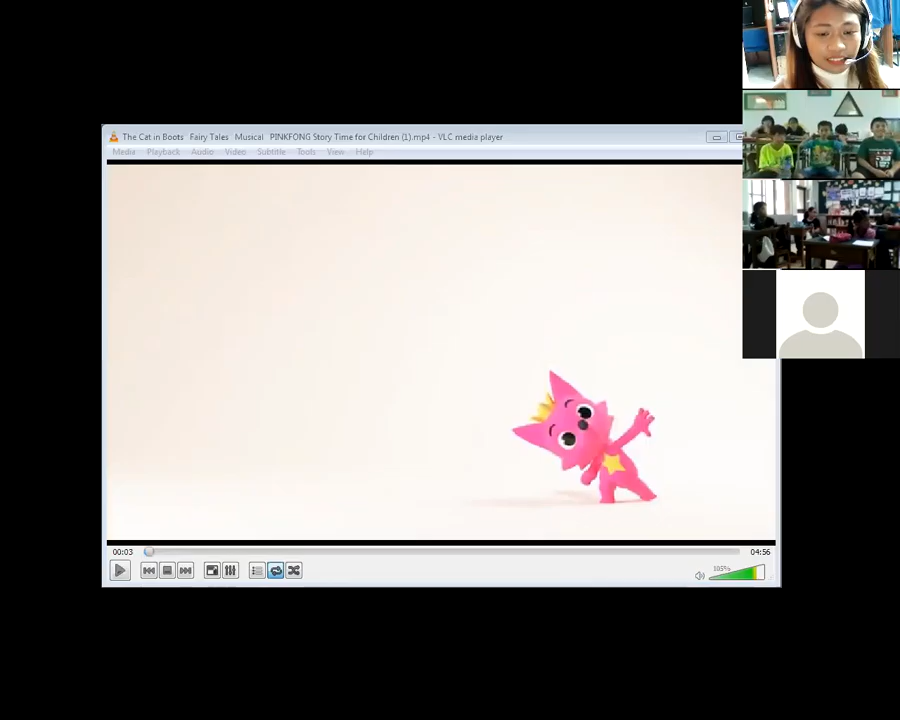 The Cat in Boots Fairy Tales Musical PINKFONG Story Time for Children (1).mp4 - VLC media player
Media Playback Audio Video Subtitle Tools View Help
00:03 04:56
105%